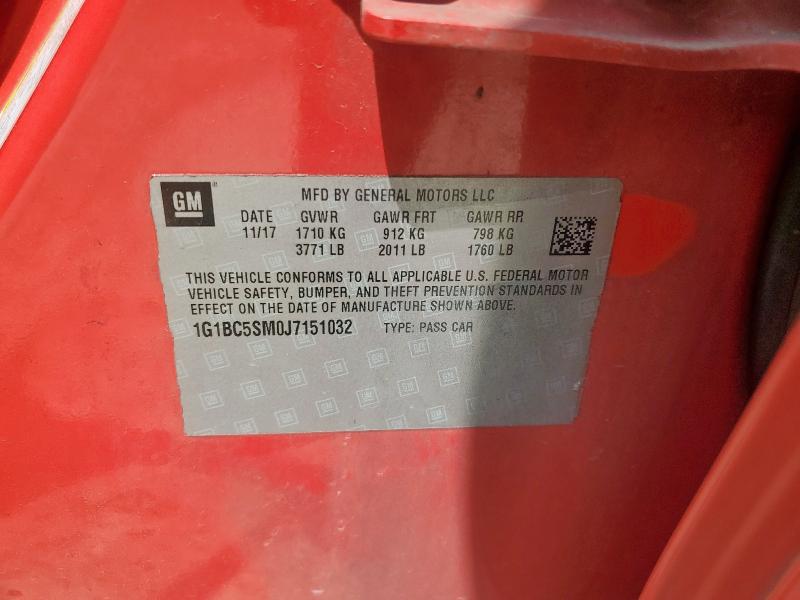 GM
MFD BY GENERAL MOTORS LLC
DATE GVWR GAWR FRT GAWR RR
11/17 1710 KG 912 KG 798 KG
3771 LB 2011 LB 1760 LB
THIS VEHICLE CONFORMS TO ALL APPLICABLE U.S. FEDERAL MOTOR
VEHICLE SAFETY, BUMPER, AND THEFT PREVENTION STANDARDS IN
EFFECT ON THE DATE OF MANUFACTURE SHOWN ABOVE.
1G1BC5SM0J7151032 TYPE: PASS CAR